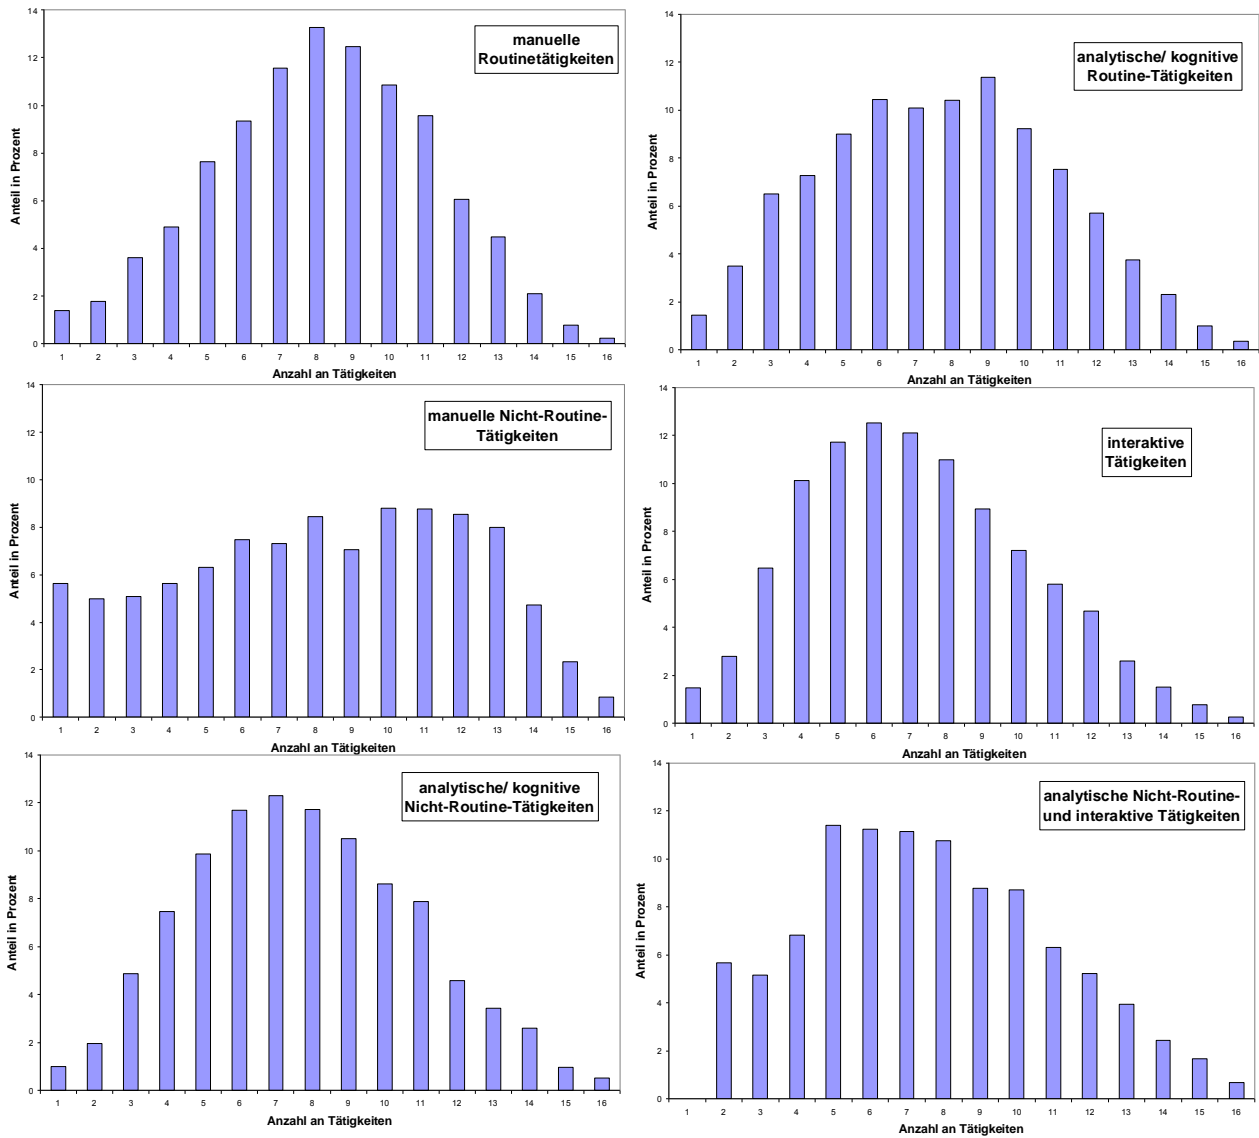 manuelle
Routinetätigkeiten
Anteil in Prozent
14
12
10
8
6
4
2
0
1 2 3 4 5 6 7 8 9 10 11 12 13 14 15 16
Anzahl an Tätigkeiten
analytische/ kognitive
Routine-Tätigkeiten
Anteil in Prozent
14
12
10
8
6
4
2
0
1 2 3 4 5 6 7 8 9 10 11 12 13 14 15 16
Anzahl an Tätigkeiten
manuelle Nicht-Routine-
Tätigkeiten
Anteil in Prozent
14
12
10
8
6
4
2
0
1 2 3 4 5 6 7 8 9 10 11 12 13 14 15 16
Anzahl an Tätigkeiten
interaktive
Tätigkeiten
Anteil in Prozent
14
12
10
8
6
4
2
0
1 2 3 4 5 6 7 8 9 10 11 12 13 14 15 16
Anzahl an Tätigkeiten
analytische/ kognitive
Nicht-Routine-Tätigkeiten
Anteil in Prozent
14
12
10
8
6
4
2
0
1 2 3 4 5 6 7 8 9 10 11 12 13 14 15 16
Anzahl an Tätigkeiten
analytische Nicht-Routine-
und interaktive Tätigkeiten
Anteil in Prozent
14
12
10
8
6
4
2
0
1 2 3 4 5 6 7 8 9 10 11 12 13 14 15 16
Anzahl an Tätigkeiten